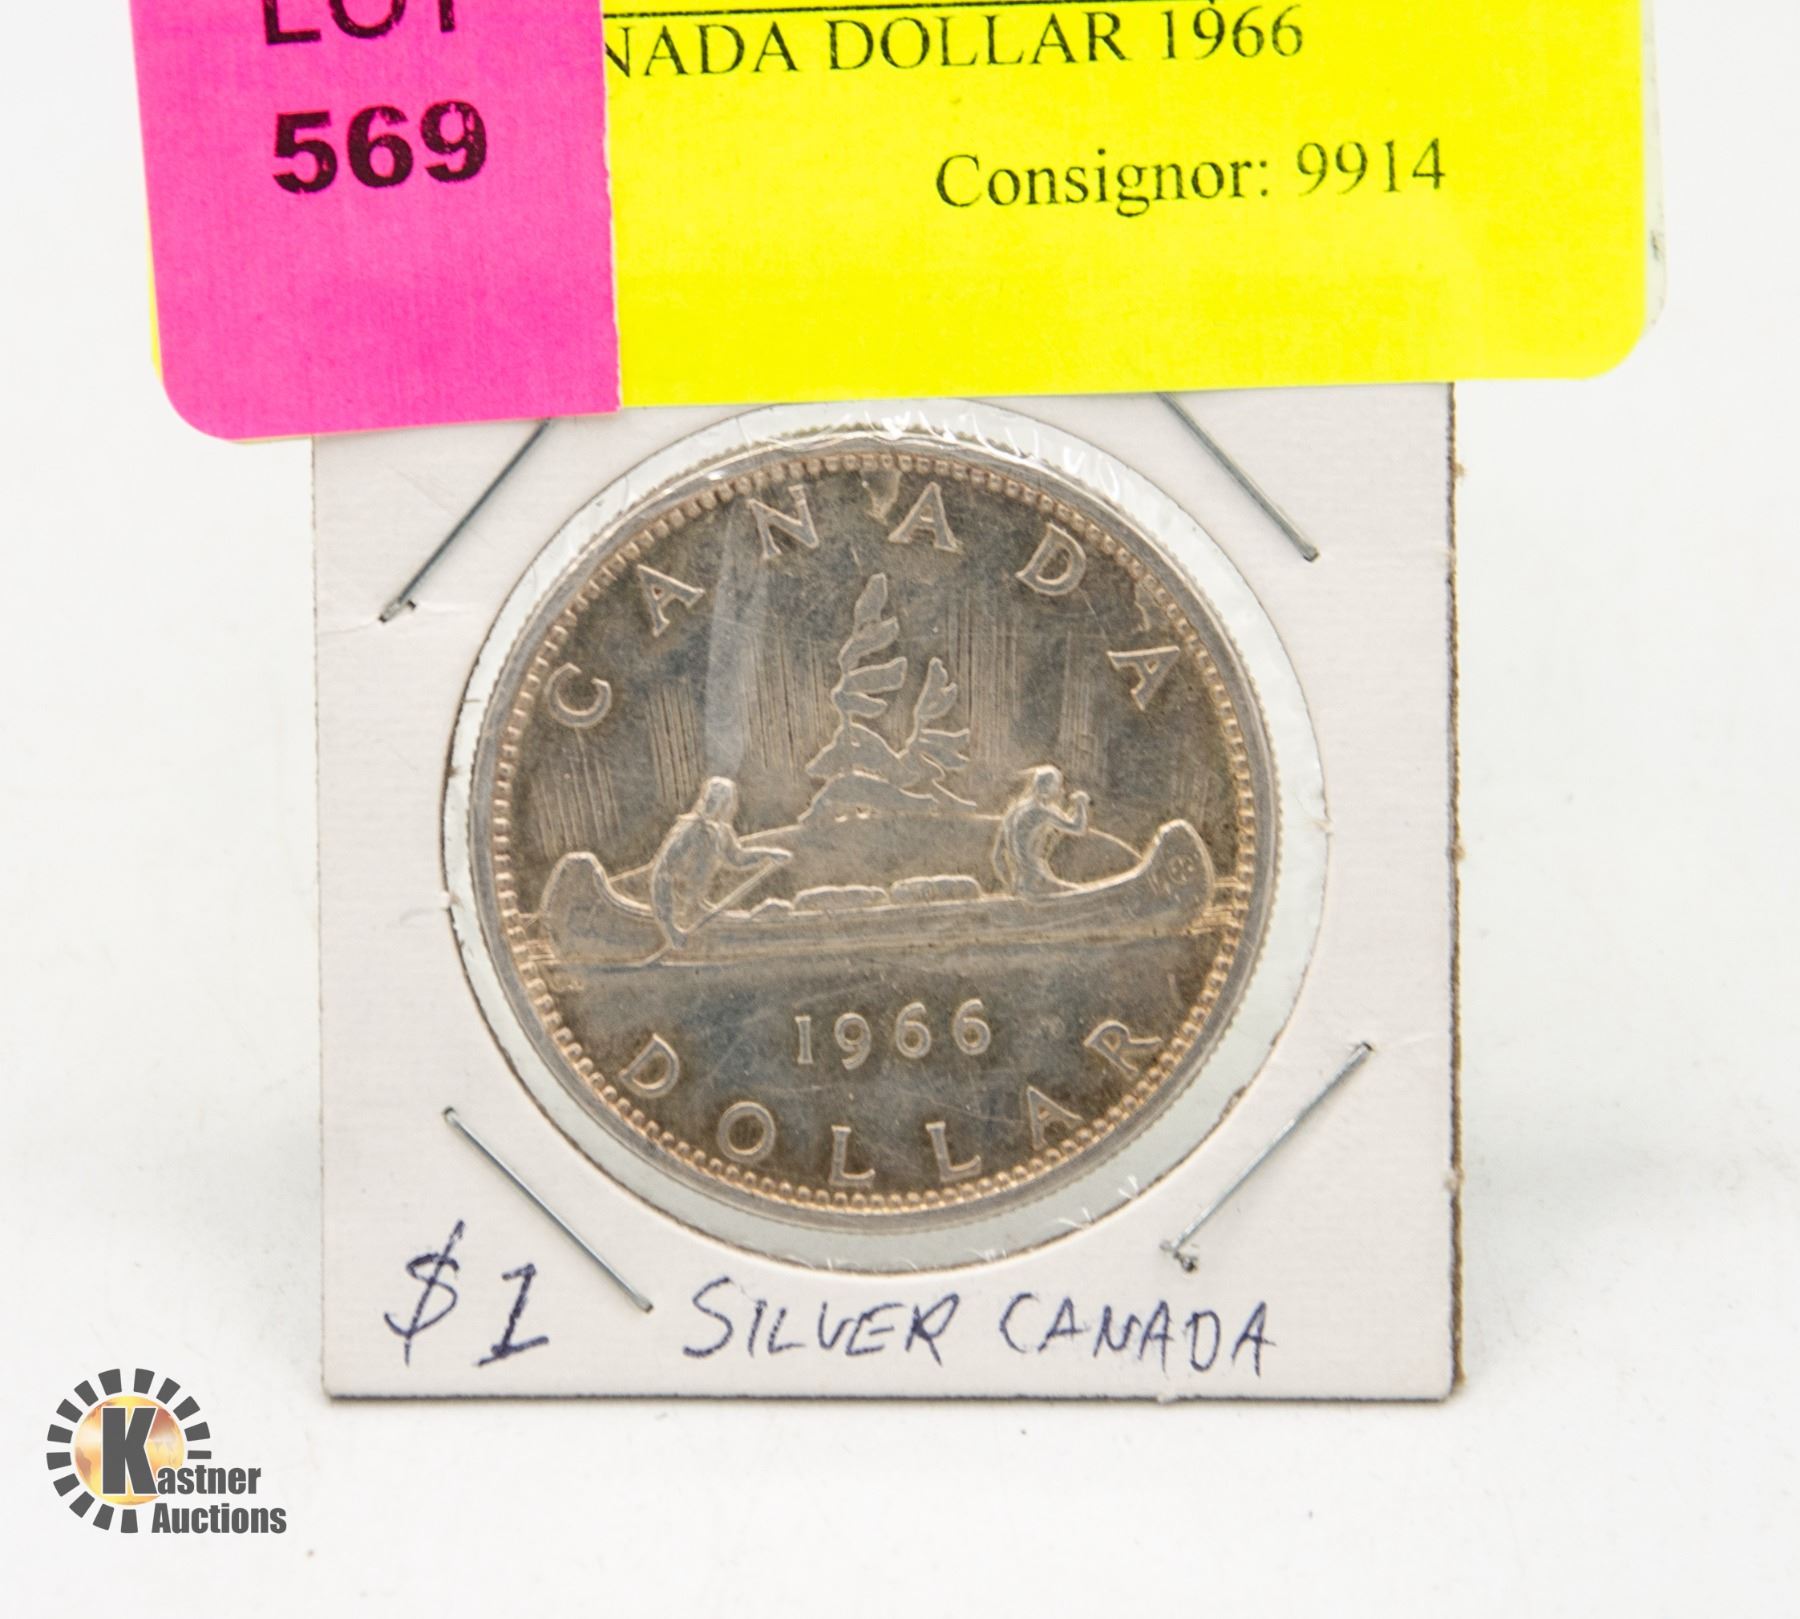 LOT
569
NADA DOLLAR 1966
Consignor: 9914
CANADA
1966
DOLLAR
$1 SILVER CANADA
Kastner
Auctions